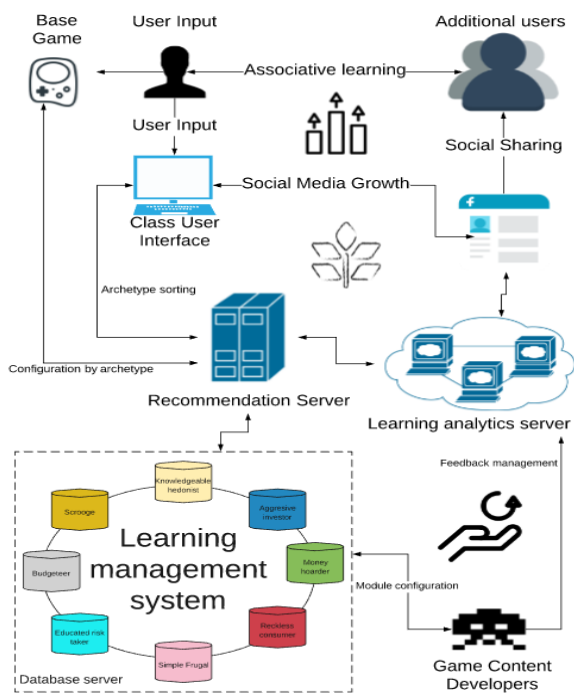 Base
Game
User Input
Additional users
Associative learning
User Input
Social Sharing
Social Media Growth
f
Class User
Interface
Archetype sorting
Configuration by archetype
Recommendation Server
Learning analytics server
Feedback management
Knowledgeable
hedonist
Scrooge
Aggresive
investor
Learning
management
system
Budgeteer
Money
hoarder
Module configuration
Educated risk
taker
Reckless
consumer
Simple Frugal
Database server
Game Content
Developers